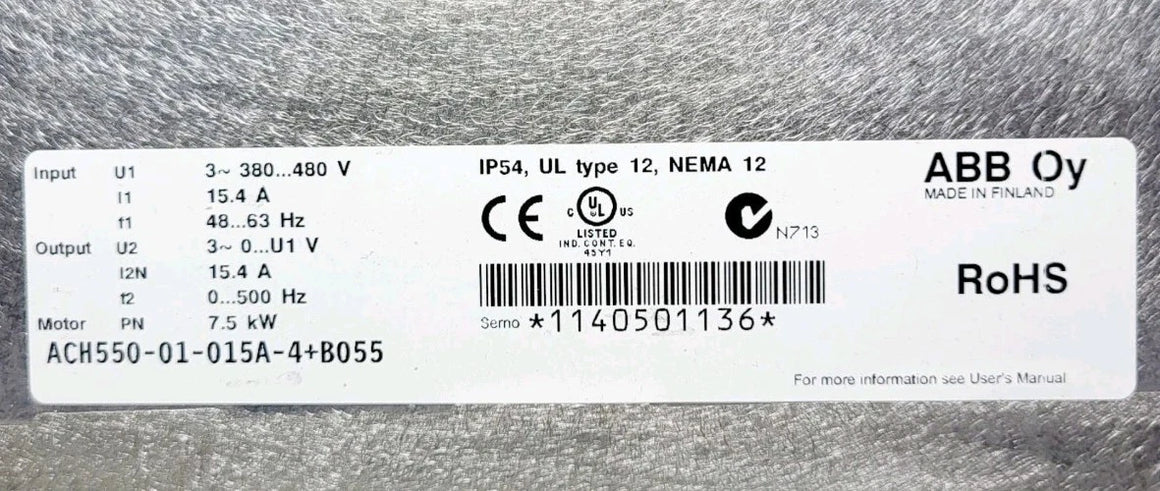 Input U1 3~ 380...480 V
I1 15.4 A
f1 48...63 Hz
Output U2 3~ 0...U1 V
I2N 15.4 A
f2 0...500 Hz
Motor PN 7.5 kW
ACH550-01-015A-4+B055
IP54, UL type 12, NEMA 12
CE
C UL US
LISTED
IND. CONT. EQ.
45Y1
N713
Serno *1140501136*
ABB Oy
MADE IN FINLAND
RoHS
For more information see User's Manual